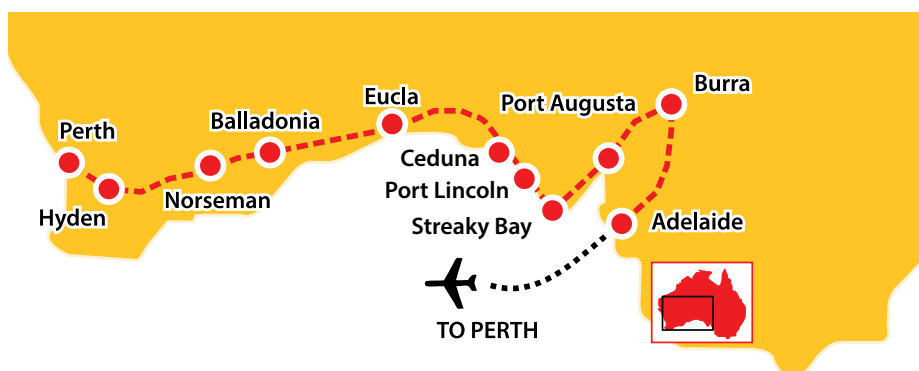 Perth
Hyden
Norseman
Balladonia
Eucla
Ceduna
Port Lincoln
Streaky Bay
Port Augusta
Burra
Adelaide
TO PERTH